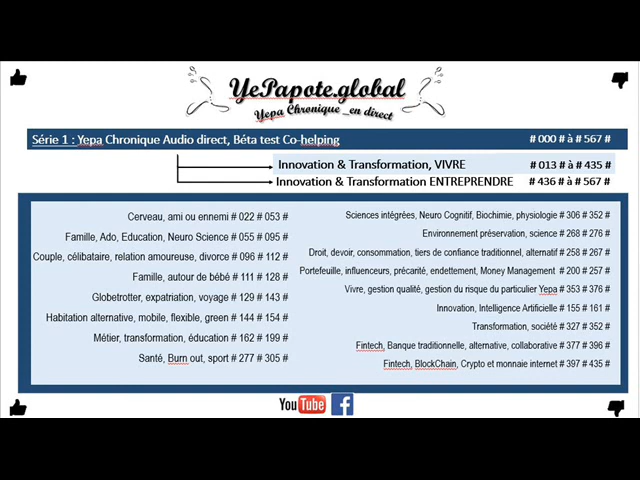 YePapote.global
Yepa Chronique _en direct
Série 1 : Yepa Chronique Audio direct, Béta test Co-helping # 000 # à # 567 #
Innovation & Transformation, VIVRE # 013 # à # 435 #
Innovation & Transformation ENTREPRENDRE # 436 # à # 567 #
Cerveau, ami ou ennemi # 022 # 053 #
Famille, Ado, Education, Neuro Science # 055 # 095 #
Couple, célibataire, relation amoureuse, divorce # 096 # 112 #
Famille, autour de bébé # 111 # 128 #
Globetrotter, expatriation, voyage # 129 # 143 #
Habitation alternative, mobile, flexible, green # 144 # 154 #
Métier, transformation, éducation # 162 # 199 #
Santé, Burn out, sport # 277 # 305 #
Sciences intégrées, Neuro Cognitif, Biochimie, physiologie # 306 # 352 #
Environnement préservation, science # 268 # 276 #
Droit, devoir, consommation, tiers de confiance traditionnel, alternatif # 258 # 267 #
Portefeuille, influenceurs, précarité, endettement, Money Management # 200 # 257 #
Vivre, gestion qualité, gestion du risque du particulier Yepa # 353 # 376 #
Innovation, Intelligence Artificielle # 155 # 161 #
Transformation, société # 327 # 352 #
Fintech, Banque traditionnelle, alternative, collaborative # 377 # 396 #
Fintech, BlockChain, Crypto et monnaie internet # 397 # 435 #
YouTube f